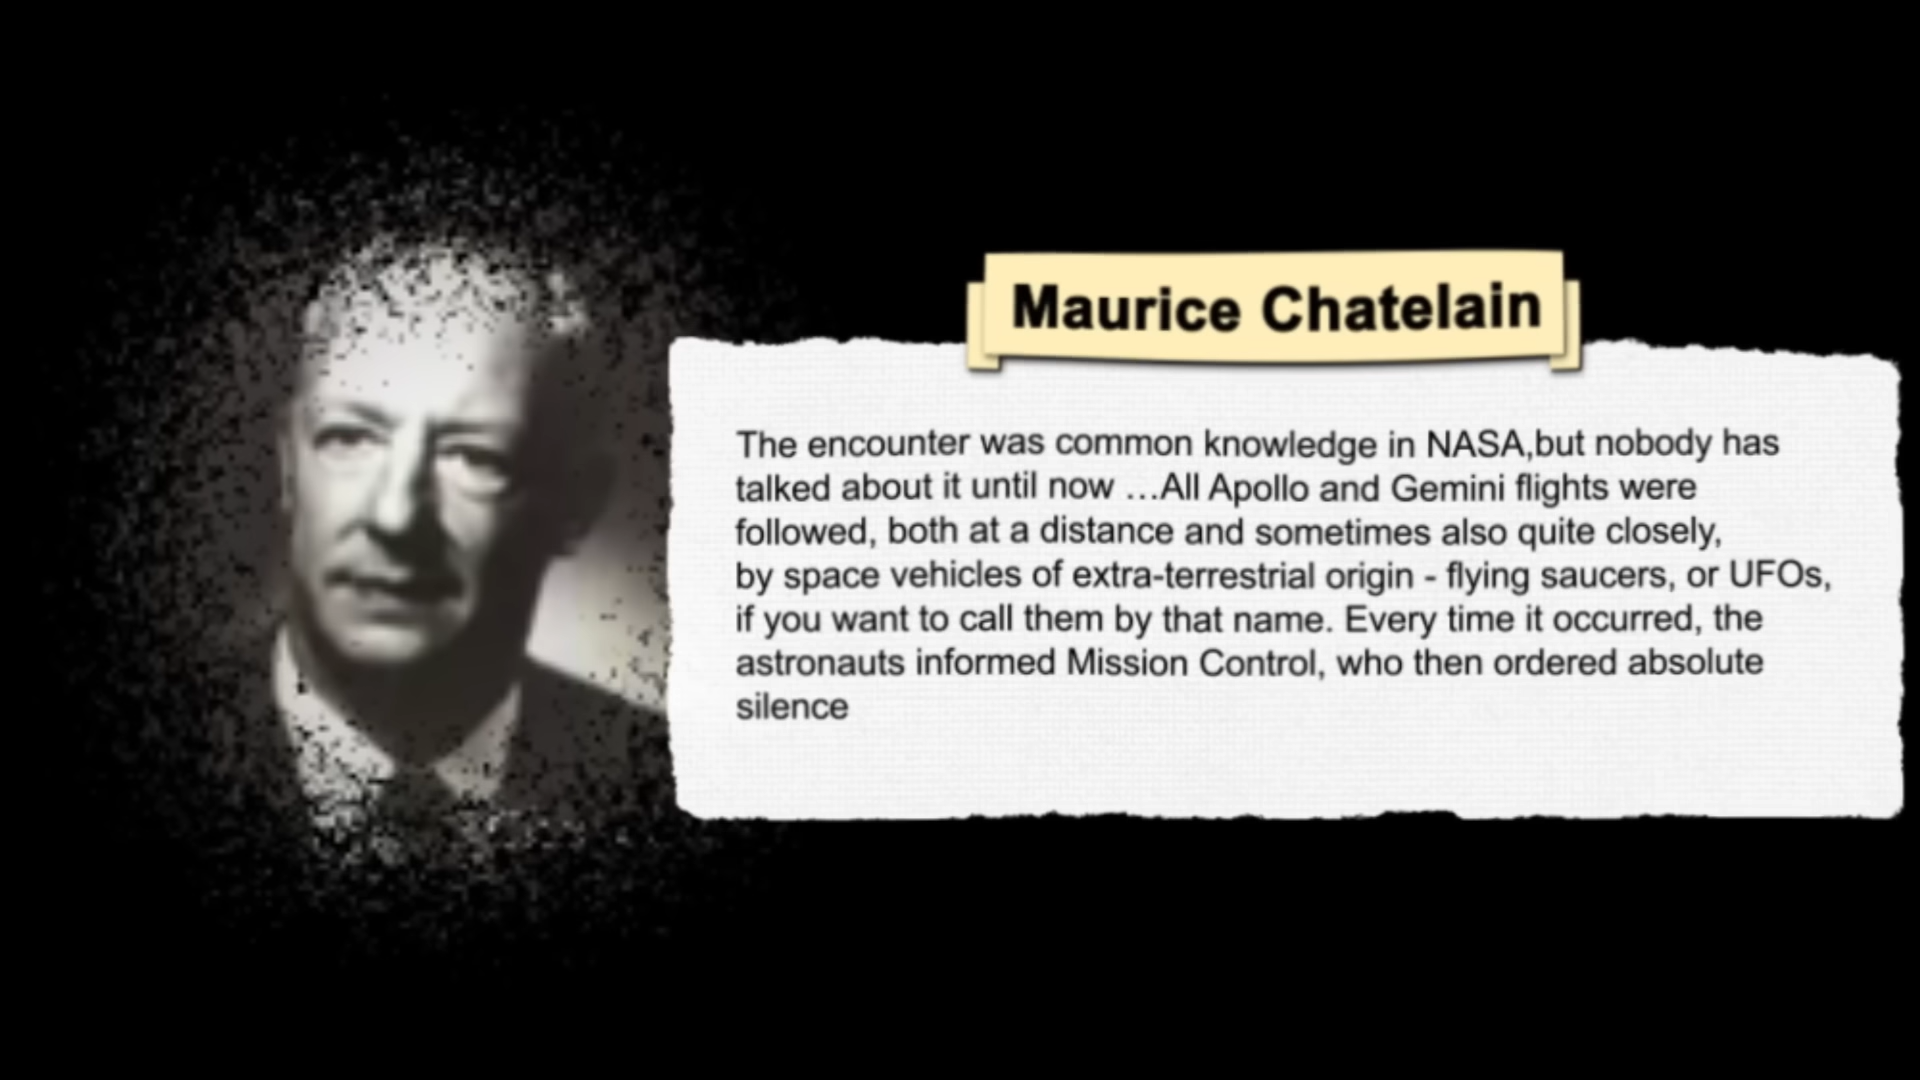 Maurice Chatelain
The encounter was common knowledge in NASA,but nobody has
talked about it until now ...All Apollo and Gemini flights were
followed, both at a distance and sometimes also quite closely,
by space vehicles of extra-terrestrial origin - flying saucers, or UFOs,
if you want to call them by that name. Every time it occurred, the
astronauts informed Mission Control, who then ordered absolute
silence